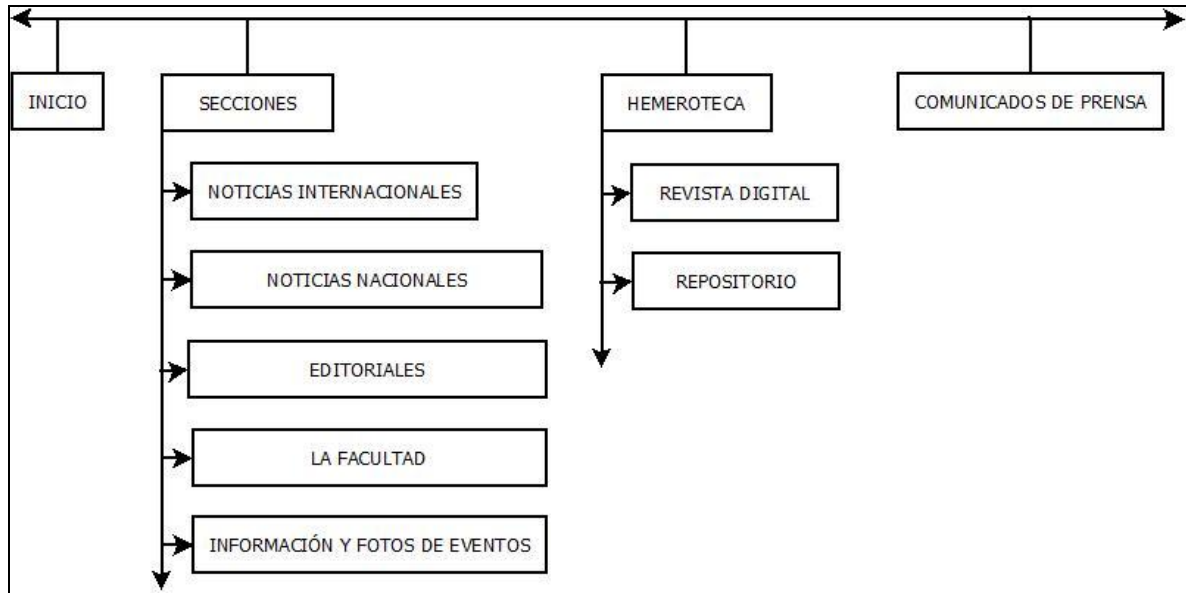 INICIO
SECCIONES
HEMEROTECA
COMUNICADOS DE PRENSA
NOTICIAS INTERNACIONALES
NOTICIAS NACIONALES
EDITORIALES
LA FACULTAD
INFORMACIÓN Y FOTOS DE EVENTOS
REVISTA DIGITAL
REPOSITORIO